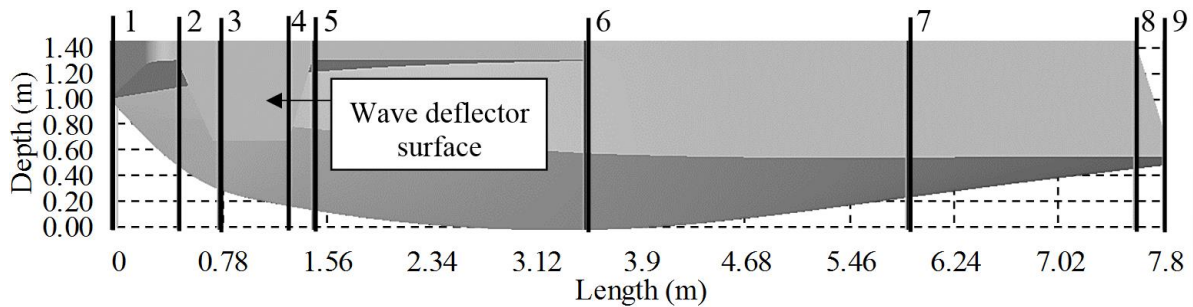 1 2 3 4 5 6 7 8 9
1.40
1.20
1.00
0.80
0.60
0.40
0.20
0.00
Depth (m)
Wave deflector
surface
0 0.78 1.56 2.34 3.12 3.9 4.68 5.46 6.24 7.02 7.8
Length (m)